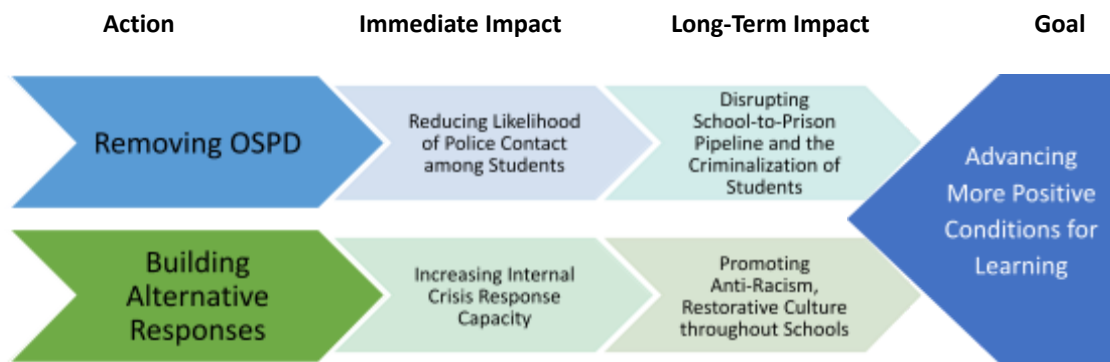 Action
Immediate Impact
Long-Term Impact
Goal
Removing OSPD
Reducing Likelihood
of Police Contact
among Students
Disrupting
School-to-Prison
Pipeline and the
Criminalization of
Students
Advancing
More Positive
Conditions for
Learning
Building
Alternative
Responses
Increasing Internal
Crisis Response
Capacity
Promoting
Anti-Racism,
Restorative Culture
throughout Schools